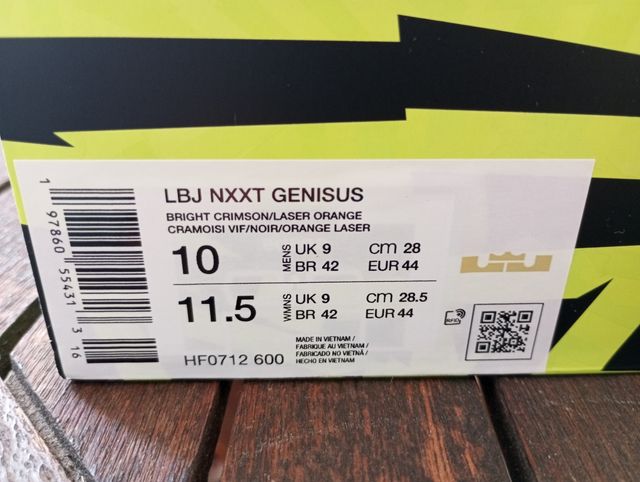 LBJ NXXT GENISUS
BRIGHT CRIMSON/LASER ORANGE
CRAMOISI VIF/NOIR/ORANGE LASER
10 MENS UK 9 CM 28
BR 42 EUR 44
11.5 WMNS UK 9 CM 28.5
BR 42 EUR 44
HF0712 600
MADE IN VIETNAM /
FABRIQUE AU VIETNAM /
FABRICADO NO VIETNÃ /
HECHO EN VIETNAM
RFID
1 97860 55431 3 16